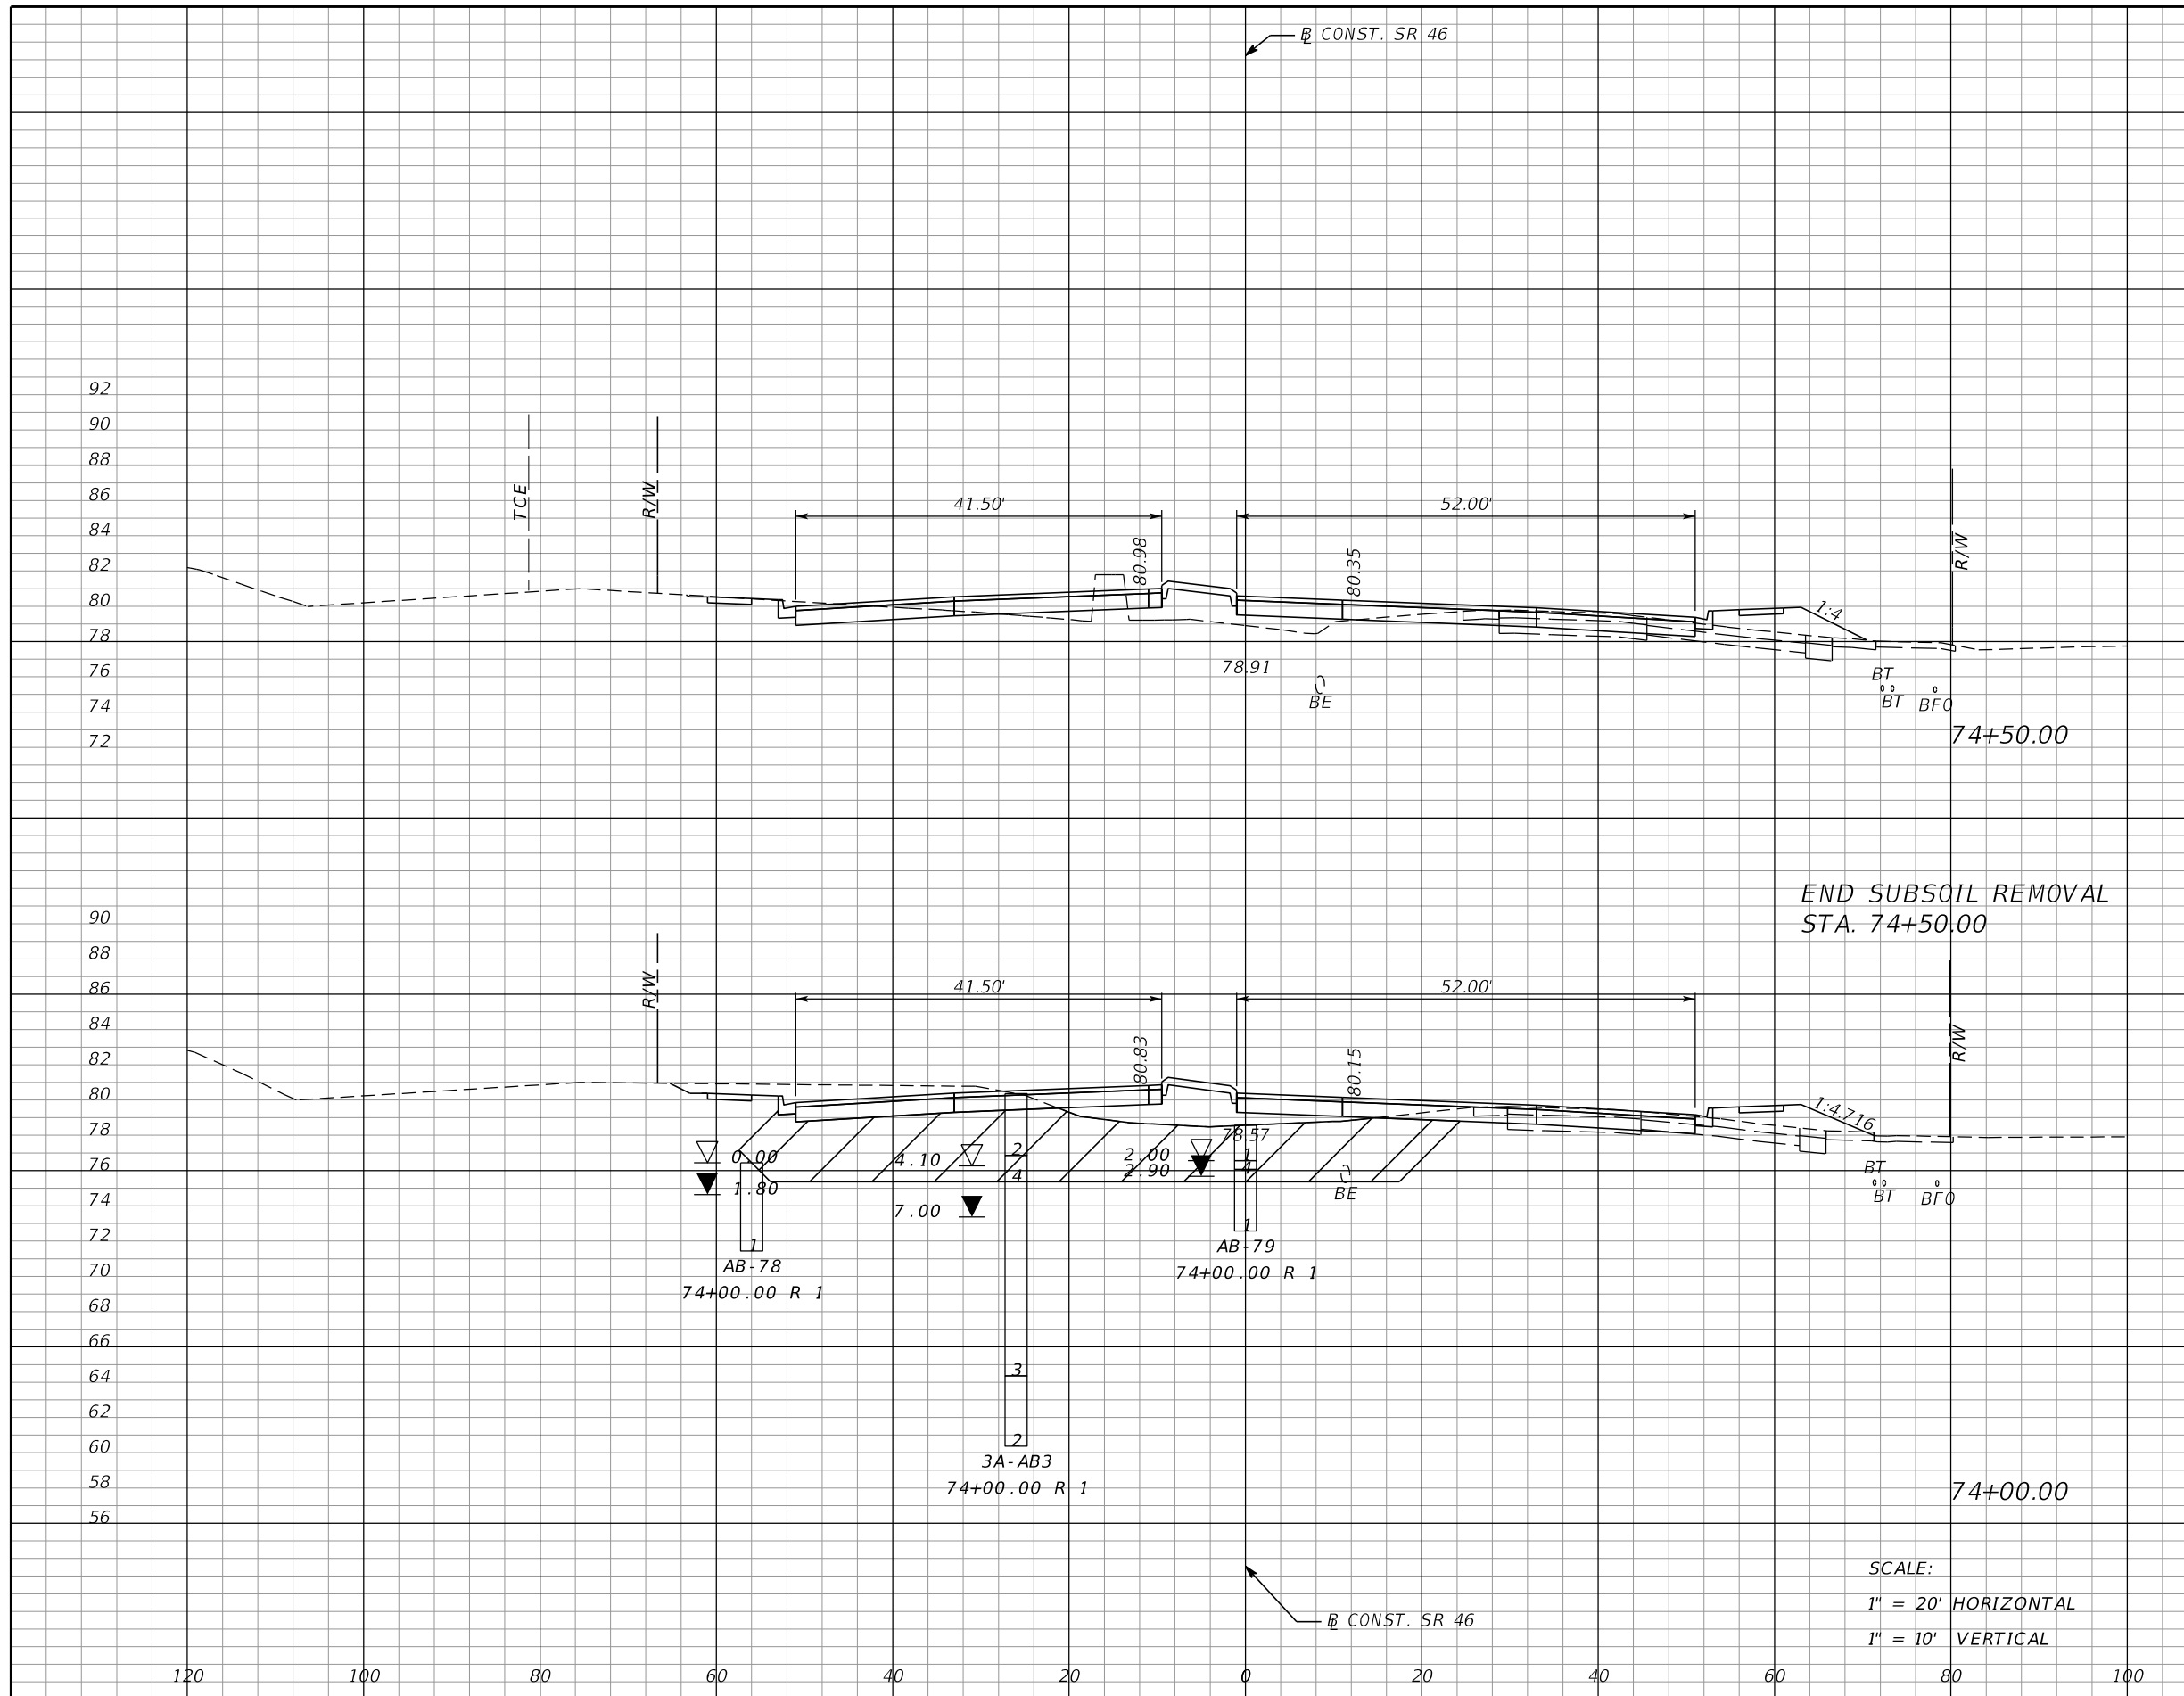 BL CONST. SR 46
92
90
88
86
84
82
80
78
76
74
72
TCE
R/W
41.50'
80.98
52.00'
80.35
R/W
1:4
78.91
BE
BT
BT
BFO
74+50.00
END SUBSOIL REMOVAL
STA. 74+50.00
90
88
86
84
82
80
78
76
74
72
70
68
66
64
62
60
58
56
R/W
41.50'
80.83
52.00'
80.15
R/W
1:4.716
78.57
0.00
1.80
4.10
7.00
2.00
2.90
2
4
3
2
1
4
1
1
BE
BT
BT
BFO
AB-78
74+00.00 R 1
AB-79
74+00.00 R 1
3A-AB3
74+00.00 R 1
74+00.00
SCALE:
1" = 20' HORIZONTAL
1" = 10' VERTICAL
BL CONST. SR 46
120 100 80 60 40 20 0 20 40 60 80 100